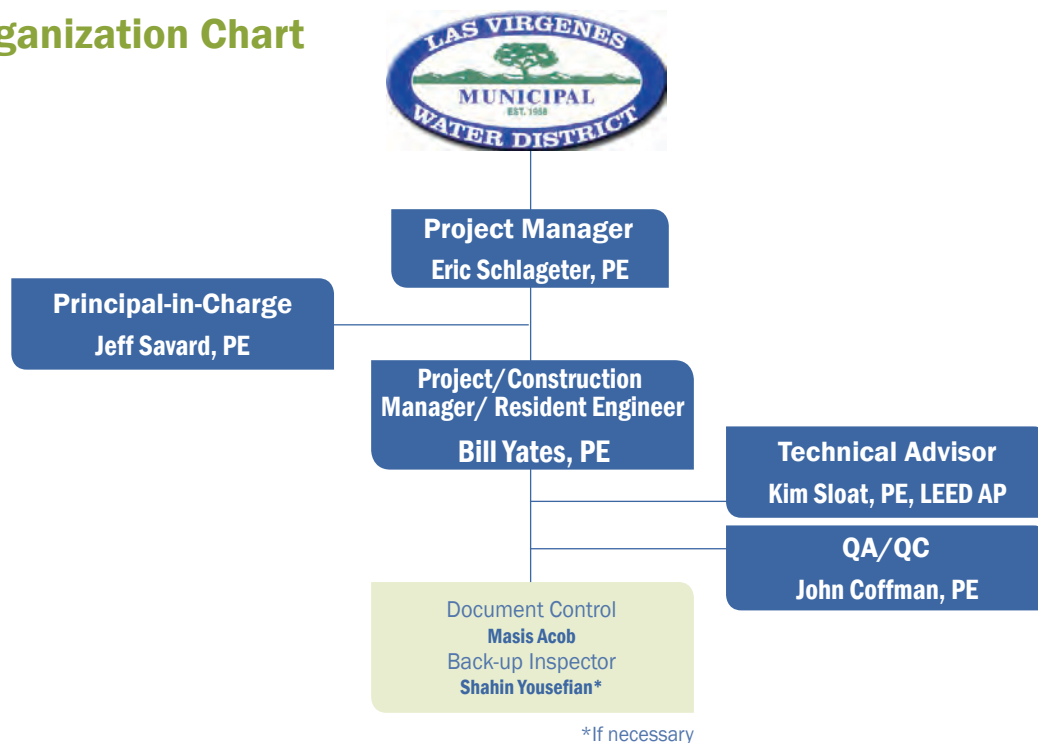 ganization Chart
LAS VIRGENES
MUNICIPAL
EST. 1958
WATER DISTRICT
Project Manager
Eric Schlageter, PE
Principal-in-Charge
Jeff Savard, PE
Project/Construction
Manager/ Resident Engineer
Bill Yates, PE
Technical Advisor
Kim Sloat, PE, LEED AP
QA/QC
John Coffman, PE
Document Control
Masis Acob
Back-up Inspector
Shahin Yousefian*
*If necessary